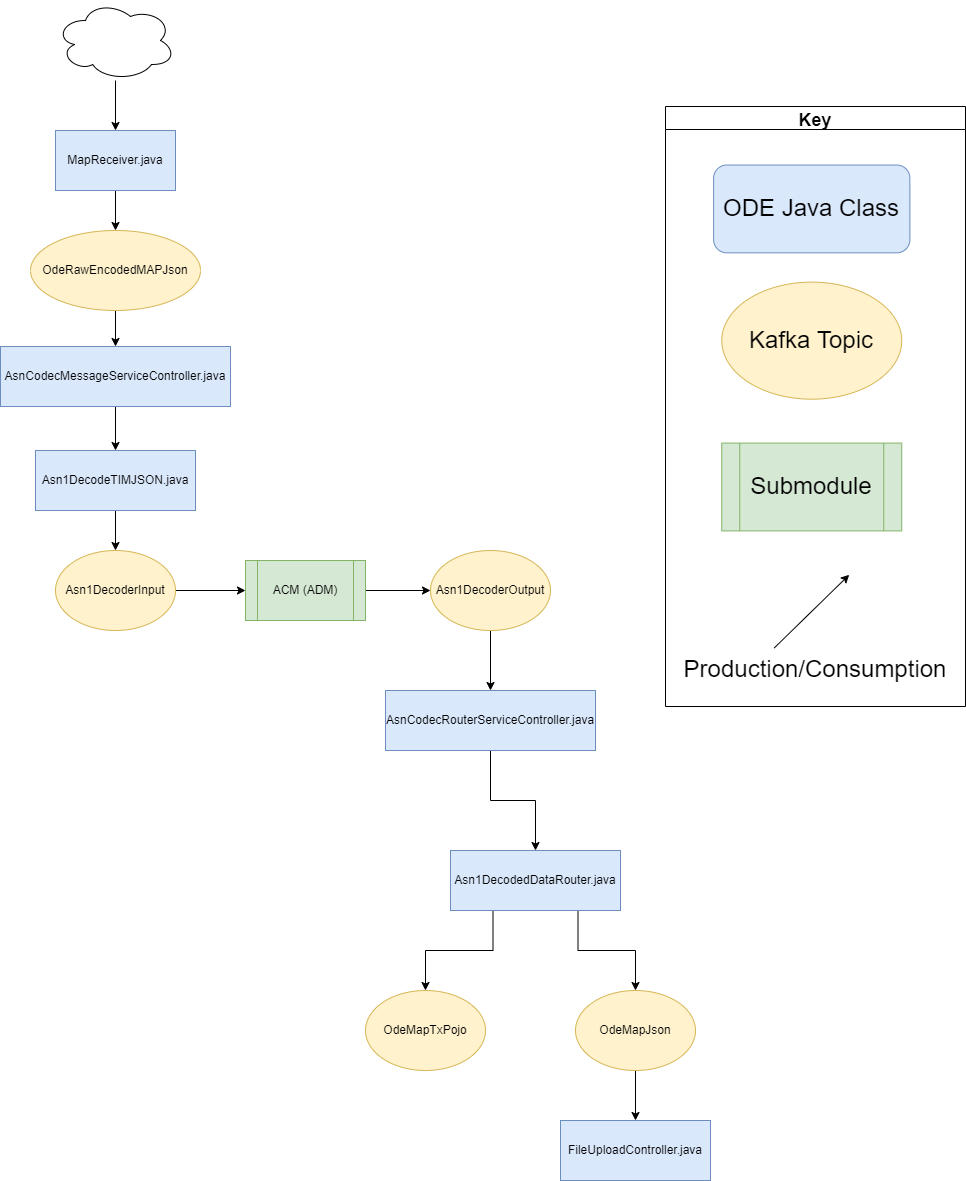 MapReceiver.java
OdeRawEncodedMAPJson
AsnCodecMessageServiceController.java
Asn1DecodeTIMJSON.java
Asn1DecoderInput
ACM (ADM)
Asn1DecoderOutput
AsnCodecRouterServiceController.java
Asn1DecodedDataRouter.java
OdeMapTxPojo
OdeMapJson
FileUploadController.java
Key
ODE Java Class
Kafka Topic
Submodule
Production/Consumption